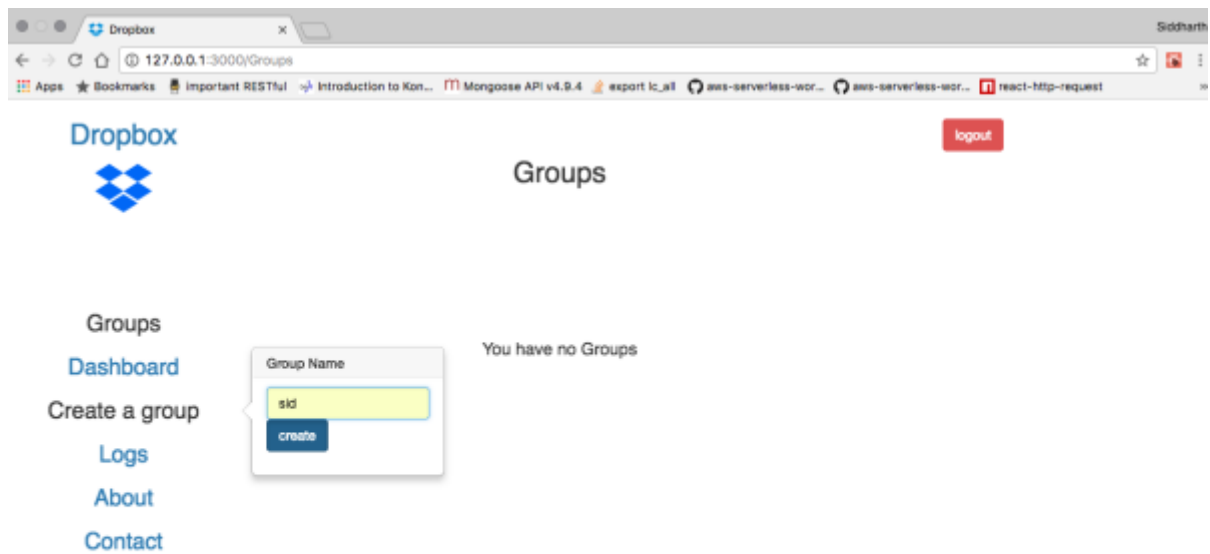 Dropbox
Siddharth
127.0.0.1:3000/Groups
Apps Bookmarks important RESTful Introduction to Kon... Mongoose API v4.9.4 export lc_all aws-serverless-wor... aws-serverless-wor... react-http-request
Dropbox
logout
Groups
Groups
You have no Groups
Dashboard
Group Name
sid
Create a group
create
Logs
About
Contact